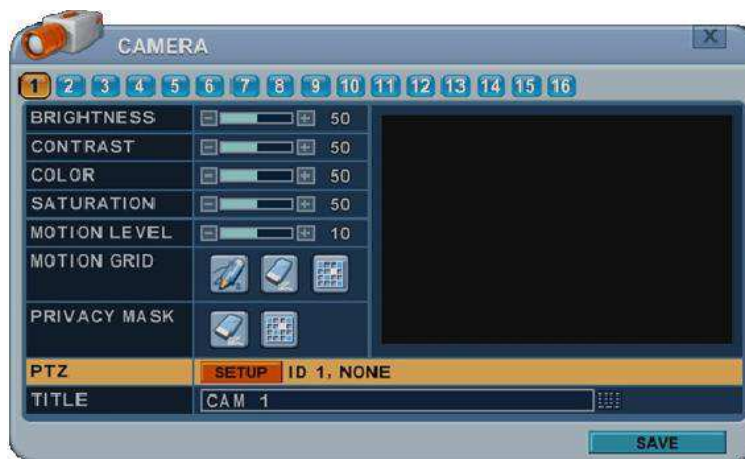 CAMERA X
1 2 3 4 5 6 7 8 9 10 11 12 13 14 15 16
BRIGHTNESS 50
CONTRAST 50
COLOR 50
SATURATION 50
MOTION LEVEL 10
MOTION GRID
PRIVACY MASK
PTZ SETUP ID 1, NONE
TITLE CAM 1
SAVE